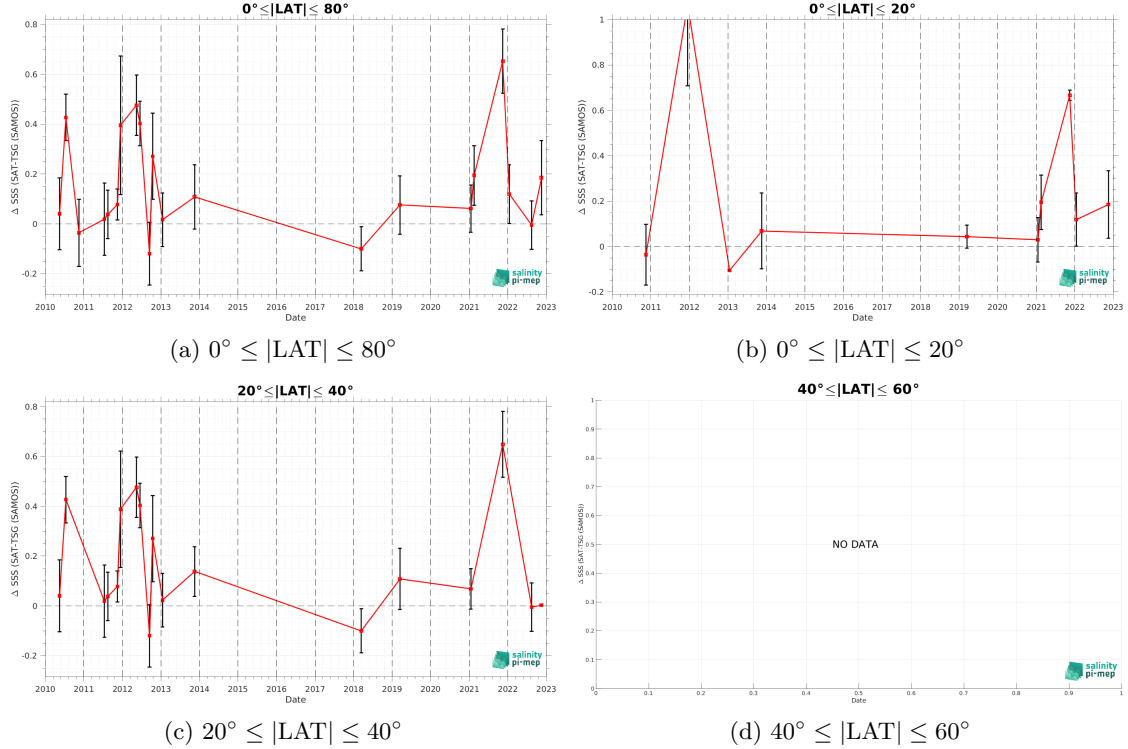 0°≤|LAT|≤ 80°
Δ SSS (SAT-TSG (SAMOS))
0.8
0.6
0.4
0.2
0
-0.2
2010 2011 2012 2013 2014 2015 2016 2017 2018 2019 2020 2021 2022 2023
Date
salinity
pi-mep
(a) 0° ≤ |LAT| ≤ 80°
0°≤|LAT|≤ 20°
Δ SSS (SAT-TSG (SAMOS))
1
0.8
0.6
0.4
0.2
0
-0.2
2010 2011 2012 2013 2014 2015 2016 2017 2018 2019 2020 2021 2022 2023
Date
salinity
pi-mep
(b) 0° ≤ |LAT| ≤ 20°
20°≤|LAT|≤ 40°
Δ SSS (SAT-TSG (SAMOS))
0.8
0.6
0.4
0.2
0
-0.2
2010 2011 2012 2013 2014 2015 2016 2017 2018 2019 2020 2021 2022 2023
Date
salinity
pi-mep
(c) 20° ≤ |LAT| ≤ 40°
40°≤|LAT|≤ 60°
Δ SSS (SAT-TSG (SAMOS))
1
0.9
0.8
0.7
0.6
0.5
0.4
0.3
0.2
0.1
0
NO DATA
0 0.1 0.2 0.3 0.4 0.5 0.6 0.7 0.8 0.9 1
Date
salinity
pi-mep
(d) 40° ≤ |LAT| ≤ 60°